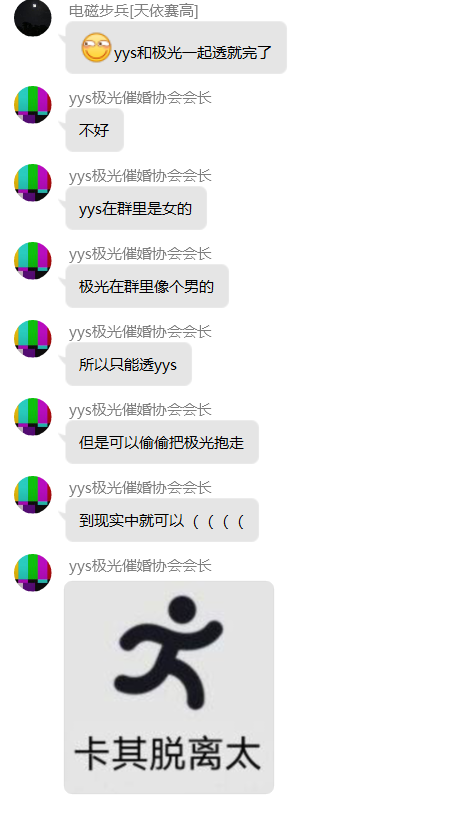 电磁步兵[天依赛高]
yys和极光一起透就完了
yys极光催婚协会会长
不好
yys极光催婚协会会长
yys在群里是女的
yys极光催婚协会会长
极光在群里像个男的
yys极光催婚协会会长
所以只能透yys
yys极光催婚协会会长
但是可以偷偷把极光抱走
yys极光催婚协会会长
到现实中就可以（（（（
yys极光催婚协会会长
卡其脱离太